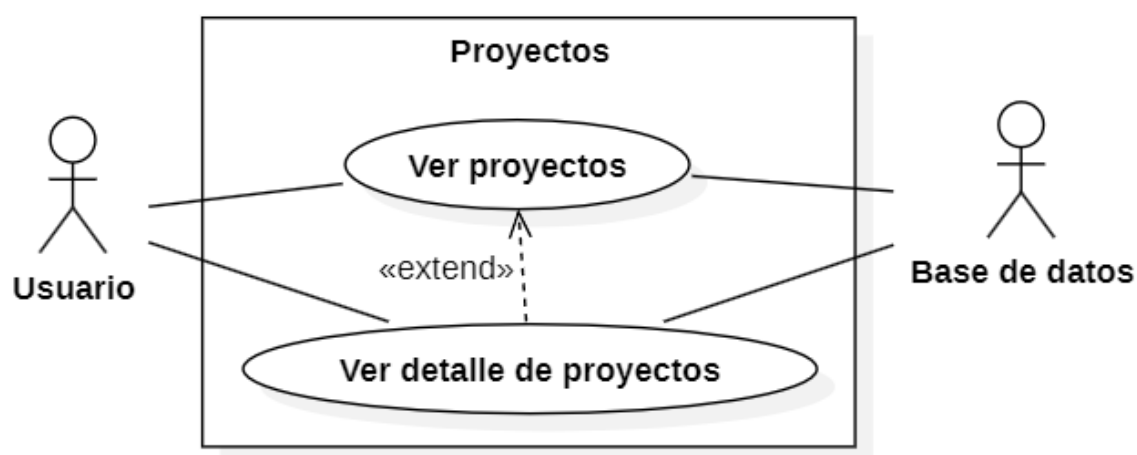 Proyectos
Ver proyectos
«extend»
Usuario
Base de datos
Ver detalle de proyectos